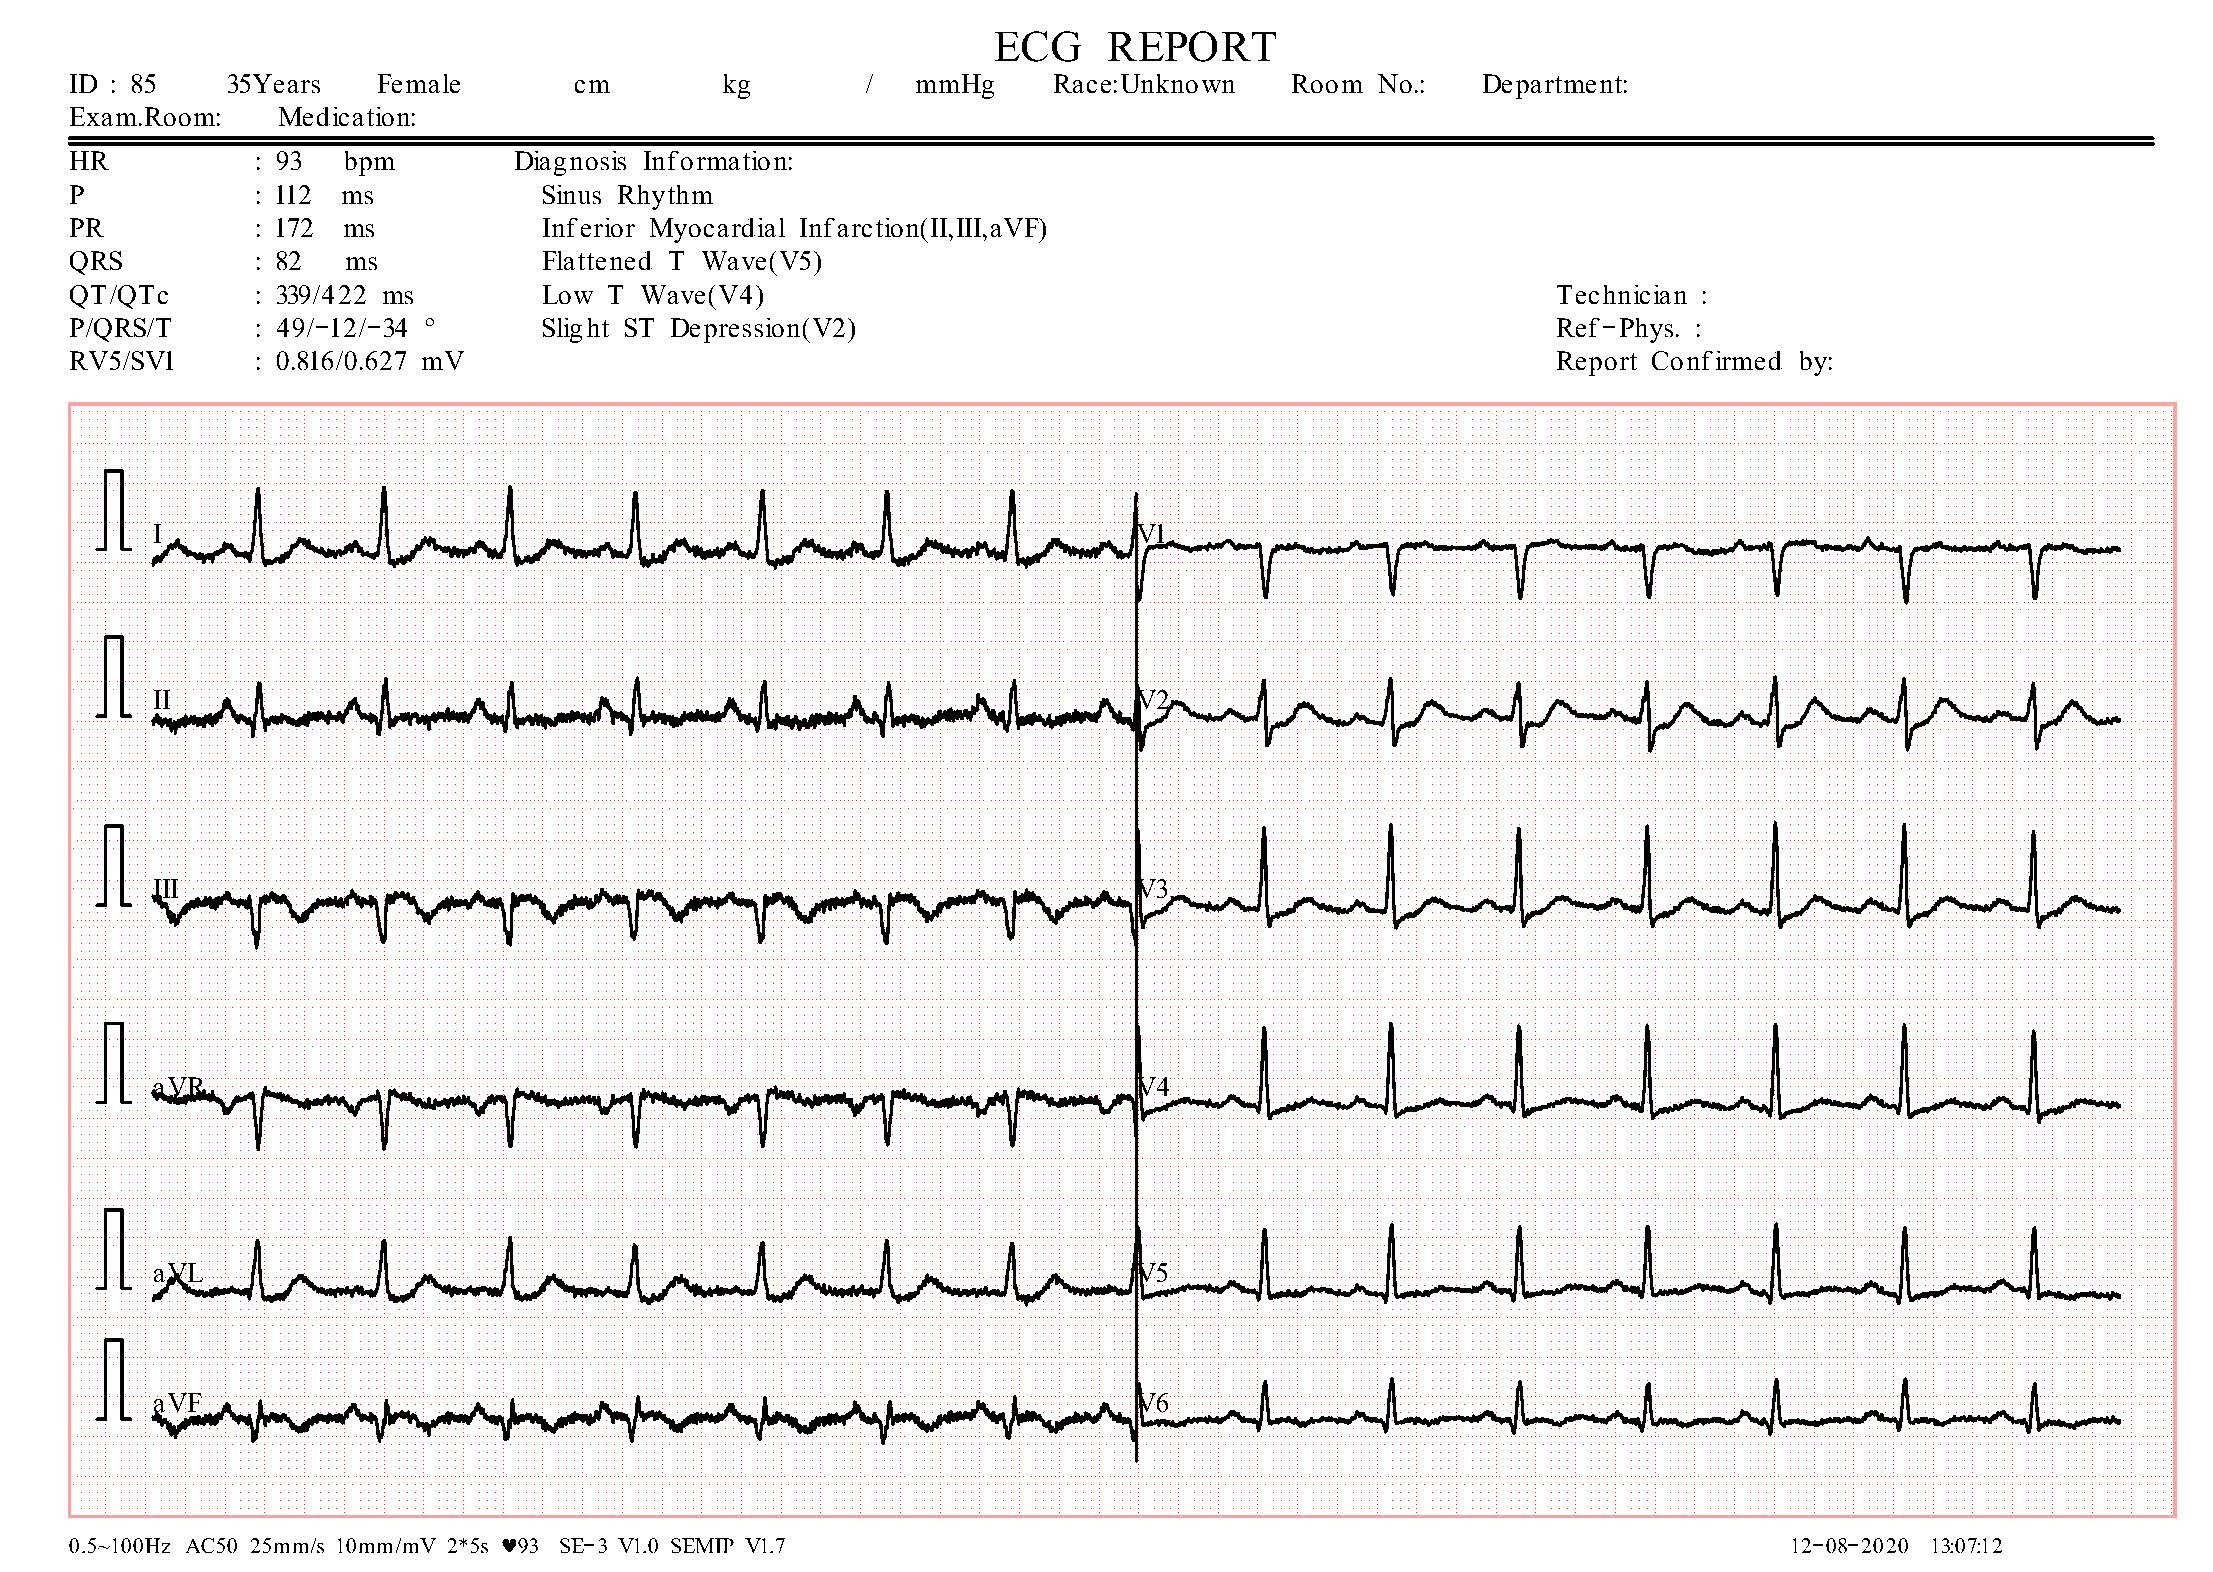 ECG REPORT
ID : 85 35Years Female cm kg / mmHg Race:Unknown Room No.: Department:
Exam.Room: Medication:
HR : 93 bpm Diagnosis Information:
P : 112 ms Sinus Rhythm
PR : 172 ms Inferior Myocardial Infarction(II,III,aVF)
QRS : 82 ms Flattened T Wave(V5)
QT/QTc : 339/422 ms Low T Wave(V4) Technician :
P/QRS/T : 49/-12/-34 ° Slight ST Depression(V2) Ref-Phys. :
RV5/SV1 : 0.816/0.627 mV Report Confirmed by:
I V1
II V2
III V3
aVR V4
aVL V5
aVF V6
0.5~100Hz AC50 25mm/s 10mm/mV 2*5s ♥93 SE-3 V1.0 SEMIP V1.7 12-08-2020 13:07:12